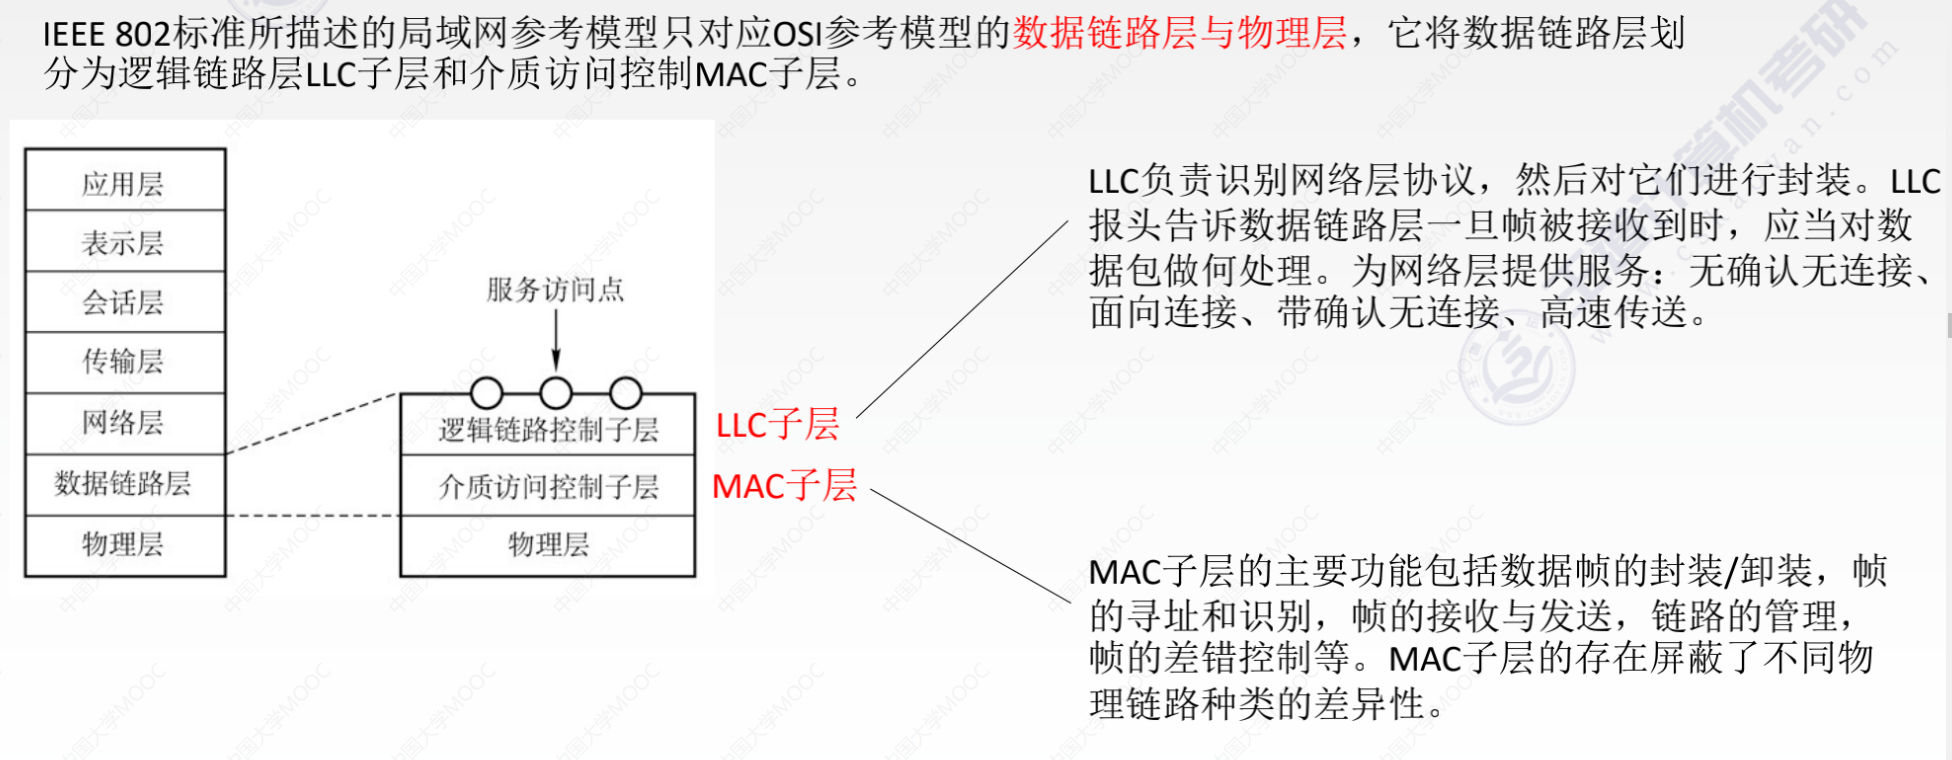 IEEE 802标准所描述的局域网参考模型只对应OSI参考模型的数据链路层与物理层，它将数据链路层划
分为逻辑链路层LLC子层和介质访问控制MAC子层。
应用层
表示层
会话层
传输层
网络层
数据链路层
物理层
服务访问点
逻辑链路控制子层
介质访问控制子层
物理层
LLC子层
MAC子层
LLC负责识别网络层协议，然后对它们进行封装。LLC
报头告诉数据链路层一旦帧被接收到时，应当对数
据包做何处理。为网络层提供服务：无确认无连接、
面向连接、带确认无连接、高速传送。
MAC子层的主要功能包括数据帧的封装/卸装，帧
的寻址和识别，帧的接收与发送，链路的管理，
帧的差错控制等。MAC子层的存在屏蔽了不同物
理链路种类的差异性。
中国大学MOOC
计算机考研